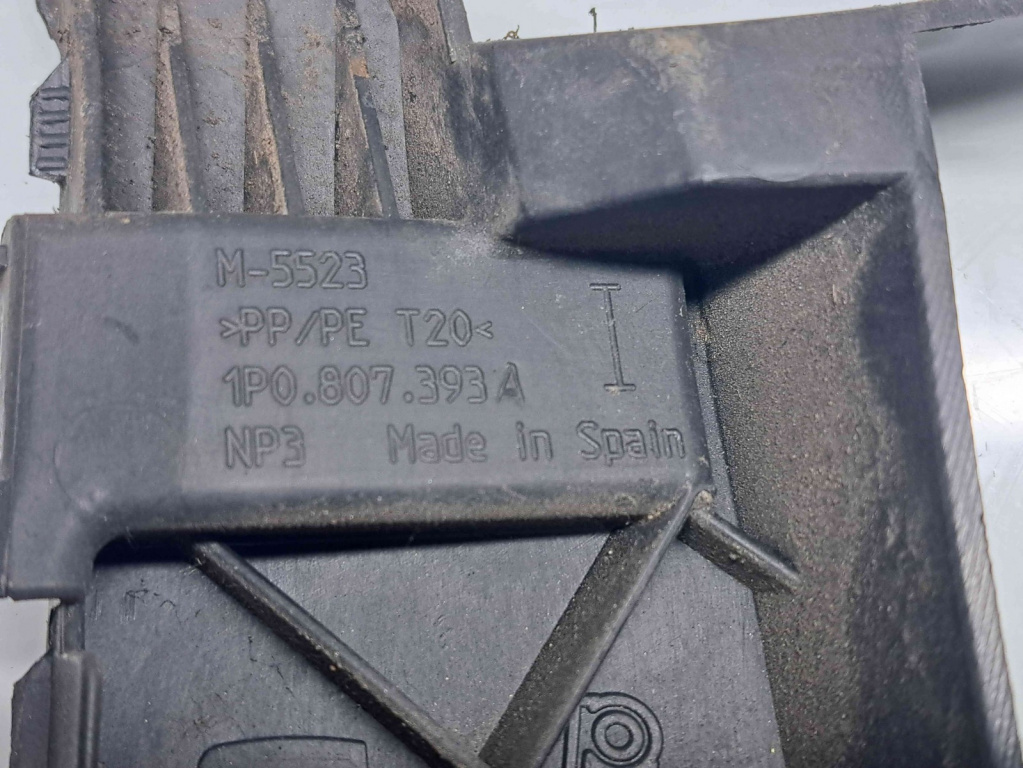 M-5523
>PP/PE T20<
1P0.807.393 A
NP3 Made in Spain